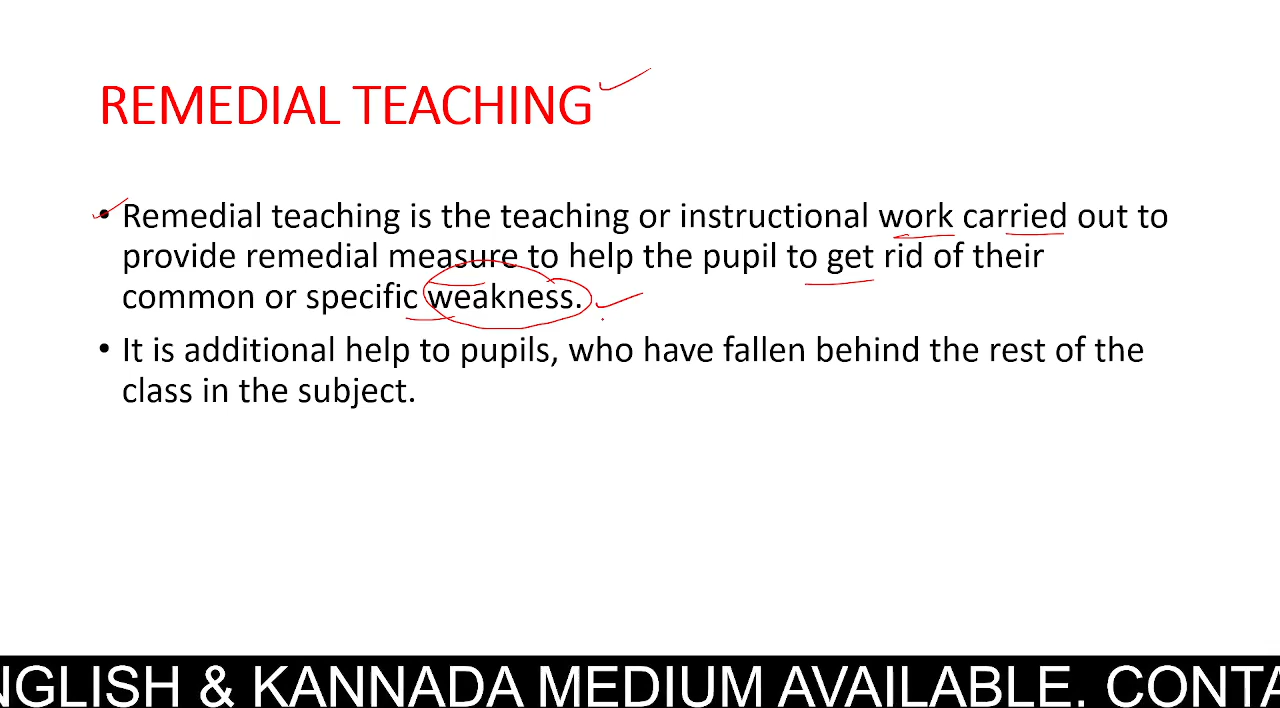 REMEDIAL TEACHING
• Remedial teaching is the teaching or instructional work carried out to
provide remedial measure to help the pupil to get rid of their
common or specific weakness.
• It is additional help to pupils, who have fallen behind the rest of the
class in the subject.
NGLISH & KANNADA MEDIUM AVAILABLE. CONTA